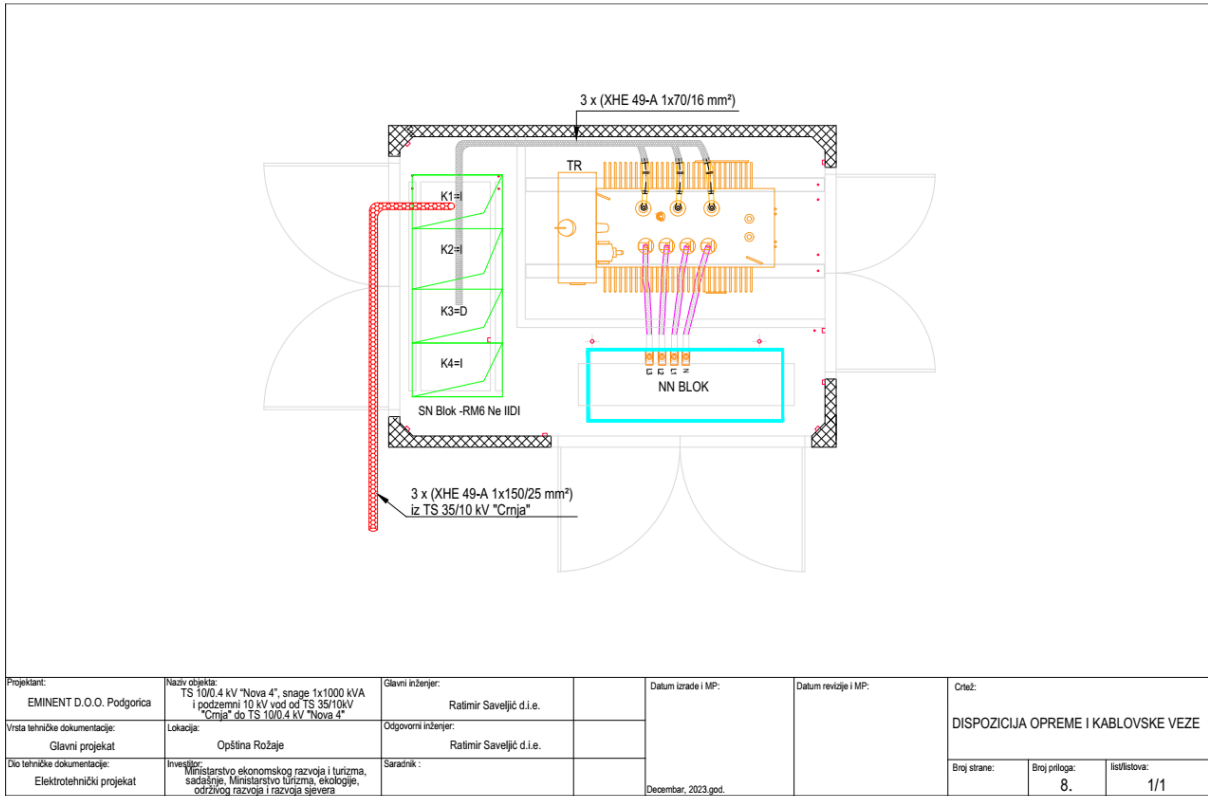 3 x (XHE 49-A 1x70/16 mm²)
TR
K1=I
K2=I
K3=D
K4=I
L3
L2
L1
N
NN BLOK
SN Blok -RM6 Ne IIDI
3 x (XHE 49-A 1x150/25 mm²)
iz TS 35/10 kV "Crnja"
Projektant:
EMINENT D.O.O. Podgorica
Naziv objekta:
TS 10/0.4 kV "Nova 4", snage 1x1000 kVA
i podzemni 10 kV vod od TS 35/10kV
"Crnja" do TS 10/0.4 kV "Nova 4"
Glavni inženjer:
Ratimir Saveljić d.i.e.
Datum izrade i MP:
Decembar, 2023.god.
Datum revizije i MP:
Crtež:
DISPOZICIJA OPREME I KABLOVSKE VEZE
Vrsta tehničke dokumentacije:
Glavni projekat
Lokacija:
Opština Rožaje
Odgovorni inženjer:
Ratimir Saveljić d.i.e.
Dio tehničke dokumentacije:
Elektrotehnički projekat
Investitor:
Ministarstvo ekonomskog razvoja i turizma,
sadašnje, Ministarstvo turizma, ekologije,
održivog razvoja i razvoja sjevera
Saradnik :
Broj strane:
Broj priloga:
8.
list/listova:
1/1